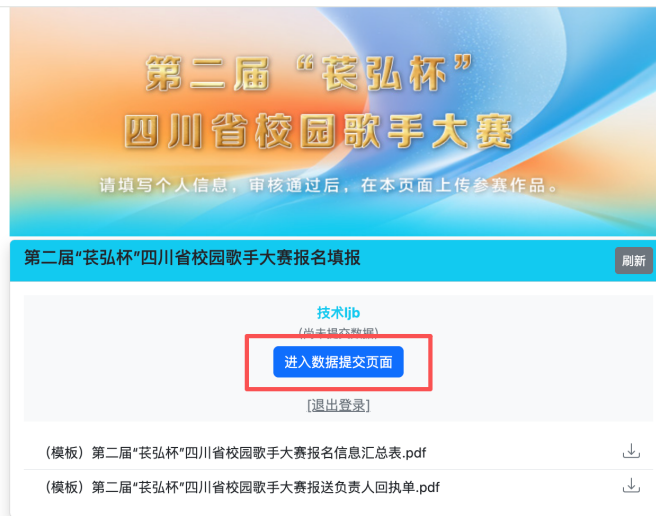 第二届“苌弘杯”
四川省校园歌手大赛
请填写个人信息，审核通过后，在本页面上传参赛作品。
第二届“苌弘杯”四川省校园歌手大赛报名填报
刷新
技术ljb
(尚未提交数据)
进入数据提交页面
[退出登录]
（模板）第二届“苌弘杯”四川省校园歌手大赛报名信息汇总表.pdf
（模板）第二届“苌弘杯”四川省校园歌手大赛报送负责人回执单.pdf